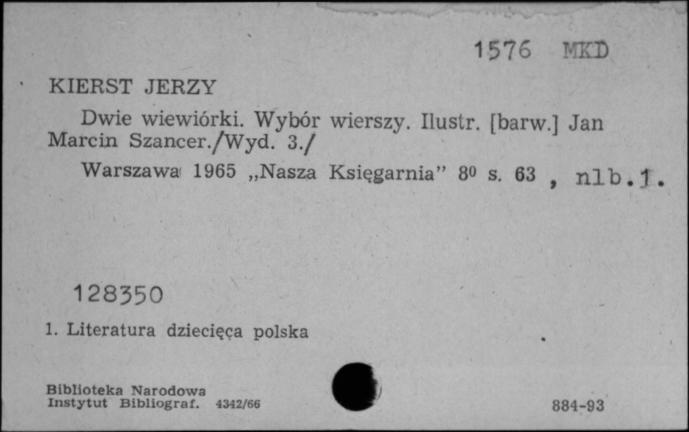 1576 MKD
KIERST JERZY
Dwie wiewiórki. Wybór wierszy. Ilustr. [barw.] Jan
Marcin Szancer./Wyd. 3./
Warszawa 1965 „Nasza Księgarnia” 8⁰ s. 63 , nlb.1.
128350
1. Literatura dziecięca polska
Biblioteka Narodowa
Instytut Bibliograf. 4342/66
884-93